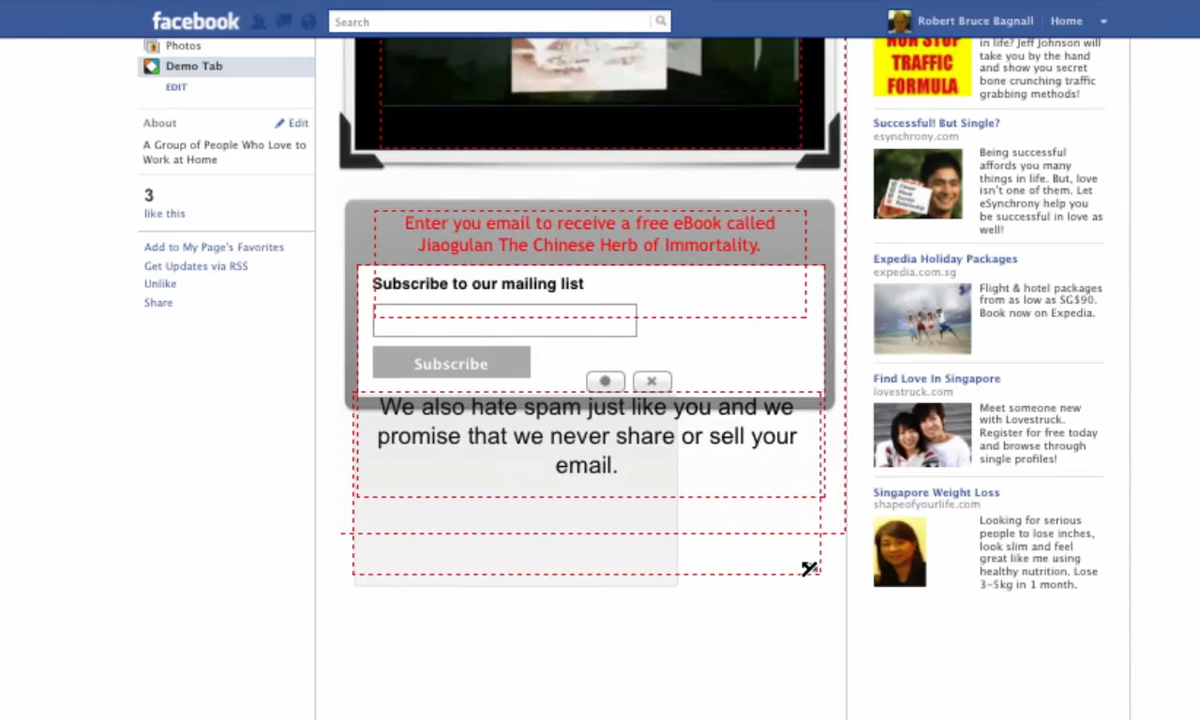 facebook
Search
Robert Bruce Bagnall
Home
Photos
Demo Tab
EDIT
About
Edit
A Group of People Who Love to
Work at Home
3
like this
Add to My Page's Favorites
Get Updates via RSS
Unlike
Share
Enter you email to receive a free eBook called
Jiaogulan The Chinese Herb of Immortality.
Subscribe to our mailing list
Subscribe
We also hate spam just like you and we
promise that we never share or sell your
email.
NON STOP
TRAFFIC
FORMULA
in life? Jeff Johnson will
take you by the hand
and show you secret
bone crunching traffic
grabbing methods!
Successful! But Single?
esynchrony.com
Being successful
affords you many
things in life. But, love
isn't one of them. Let
eSynchrony help you
be successful in love as
well!
Expedia Holiday Packages
expedia.com.sg
Flight & hotel packages
from as low as SG$90.
Book now on Expedia.
Find Love In Singapore
lovestruck.com
Meet someone new
with Lovestruck.
Register for free today
and browse through
single profiles!
Singapore Weight Loss
shapeofyourlife.com
Looking for serious
people to lose inches,
look slim and feel
great like me using
healthy nutrition. Lose
3-5kg in 1 month.